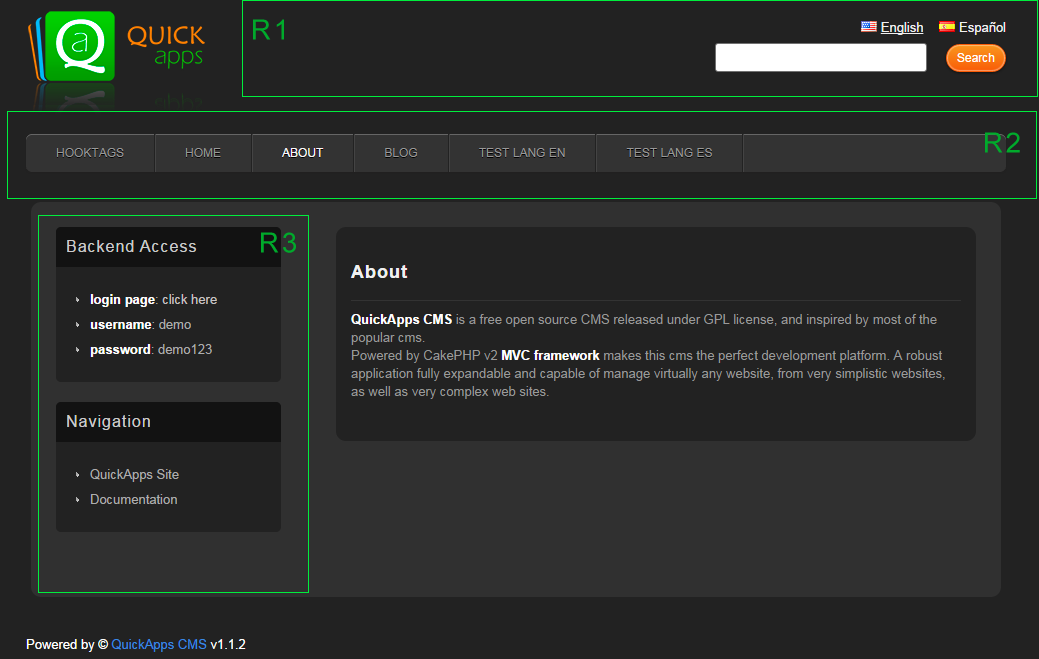 QUICK
apps
R1
English Español
Search
R2
HOOKTAGS HOME ABOUT BLOG TEST LANG EN TEST LANG ES
R3
Backend Access
login page: click here
username: demo
password: demo123
Navigation
QuickApps Site
Documentation
About
QuickApps CMS is a free open source CMS released under GPL license, and inspired by most of the
popular cms.
Powered by CakePHP v2 MVC framework makes this cms the perfect development platform. A robust
application fully expandable and capable of manage virtually any website, from very simplistic websites,
as well as very complex web sites.
Powered by © QuickApps CMS v1.1.2